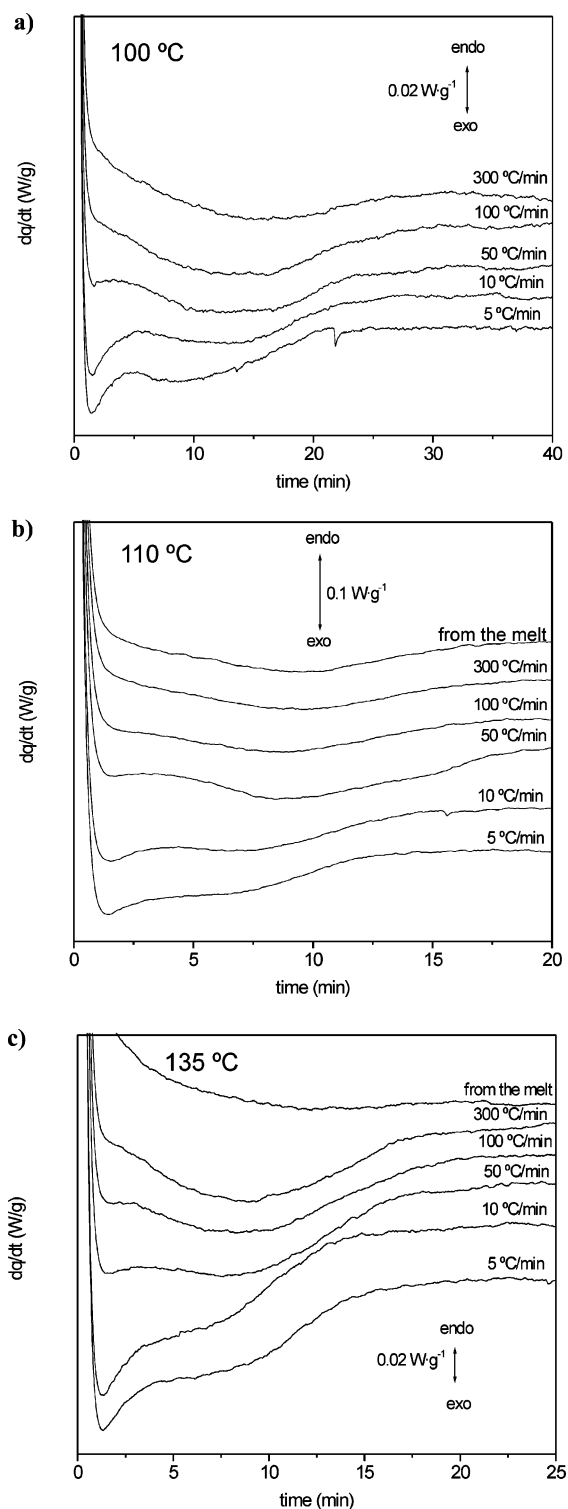 a)
100 ºC
endo
0.02 W·g-1
exo
300 ºC/min
100 ºC/min
50 ºC/min
10 ºC/min
5 ºC/min
dq/dt (W/g)
0 10 20 30 40
time (min)
b)
110 ºC
endo
0.1 W·g-1
exo
from the melt
300 ºC/min
100 ºC/min
50 ºC/min
10 ºC/min
5 ºC/min
dq/dt (W/g)
0 5 10 15 20
time (min)
c)
135 ºC
from the melt
300 ºC/min
100 ºC/min
50 ºC/min
10 ºC/min
5 ºC/min
endo
0.02 W·g-1
exo
dq/dt (W/g)
0 5 10 15 20 25
time (min)